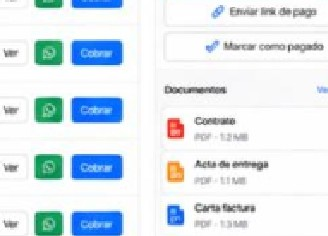 Ver Cobrar
Enviar link de pago
Ver Cobrar
Marcar como pagado
Documentos Ve
Ver Cobrar
Contrato
PDF · 1.2 MB
Ver Cobrar
Acta de entrega
PDF · 1.1 MB
Ver Cobrar
Carta factura
PDF · 1.3 MB